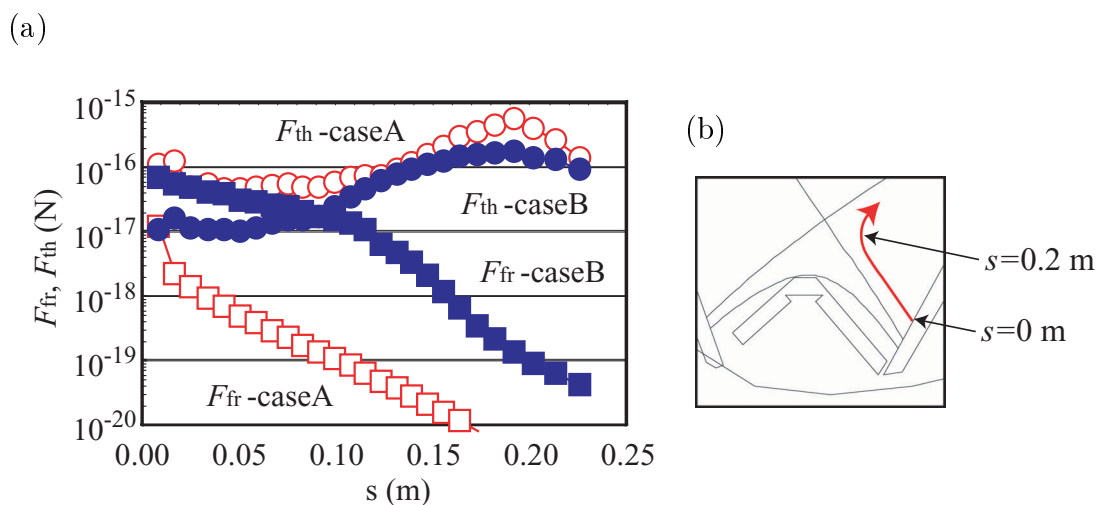 (a)
10⁻¹⁵
10⁻¹⁶
10⁻¹⁷
10⁻¹⁸
10⁻¹⁹
10⁻²⁰
Ffr, Fth (N)
Fth -caseA
Fth -caseB
Ffr -caseB
Ffr -caseA
0.00 0.05 0.10 0.15 0.20 0.25
s (m)
(b)
s=0.2 m
s=0 m